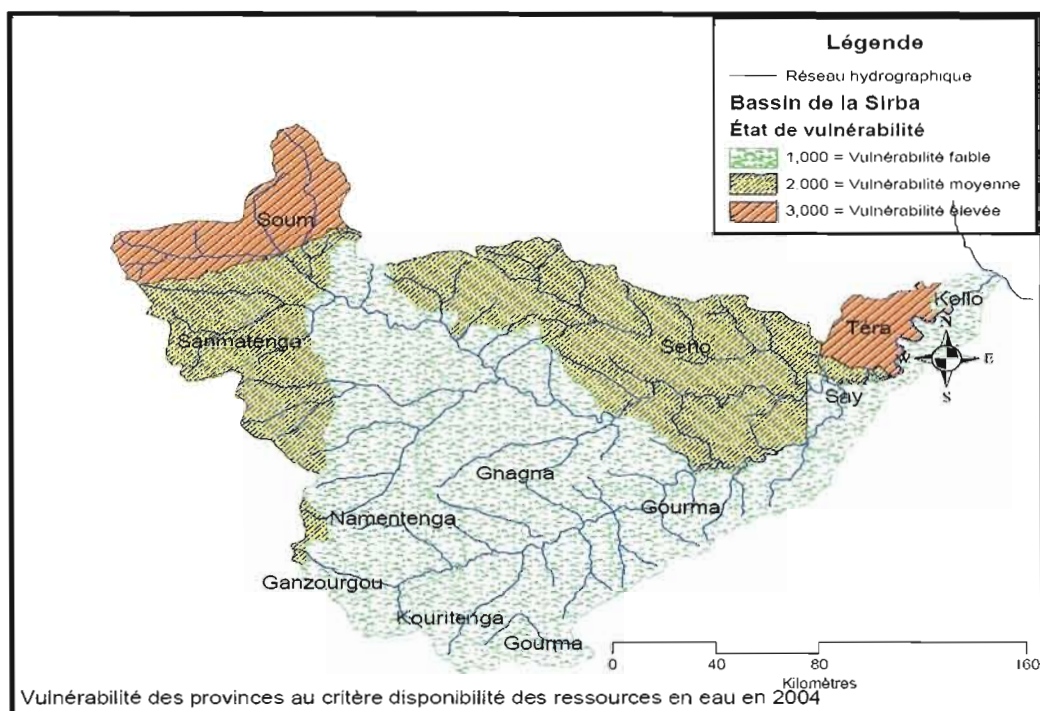 Légende
Réseau hydrographique
Bassin de la Sirba
État de vulnérabilité
1,000 = Vulnérabilité faible
2.000 = Vulnérabilité moyenne
3,000 = Vulnérabilité élevée
Soum
Kollo
Téra
N
Sanmatenga
Séno
W
E
Say
S
Gnagna
Namentenga
Gourma
Ganzourgou
Kouritenga
Gourma
0 40 80 160
Kilomètres
Vulnérabilité des provinces au critère disponibilité des ressources en eau en 2004